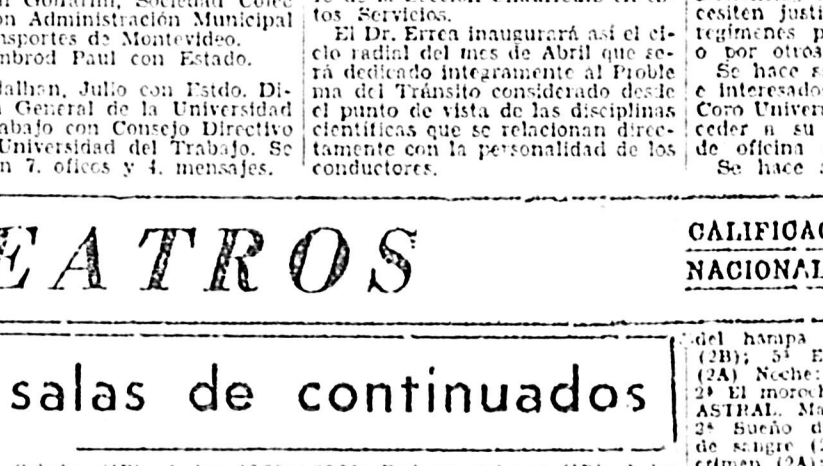 Sociedad
on Administración Municipal
nsportes de Montevideo.
mbrod Paul con Estado.
alhan, Julio con Estdo. Di-
General de la Universidad
abajo con Consejo Directivo
Universidad del Trabajo. Se
n 7. oficos y 4. mensajes.
tos Servicios.
El Dr. Errea inaugurará así el ci-
clo radial del mes de Abril que se-
rá dedicado integramente al Proble
ma del Tránsito considerado desde
el punto de vista de las disciplinas
científicas que se relacionan direc-
tamente con la personalidad de los
conductores.
cesiten justi
regímenes p
o por otros
Se hace s
e interesados
Coro Univer
ceder a su
de oficina
Se hace
EATROS
CALIFICAC
NACIONAL
salas de continuados
del hampa
(2B); 5ª E
(2A) Noche:
2ª El moroch
ASTRAL. Ma
2ª Sueño d
de sangre (2
crimen (2A)